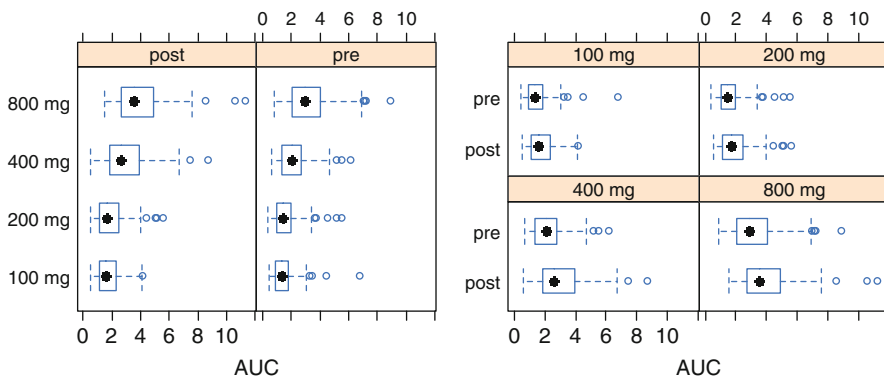 0 2 4 6 8 10
post pre
800 mg
400 mg
200 mg
100 mg
0 2 4 6 8 10
AUC
0 2 4 6 8 10
100 mg 200 mg
pre
post
400 mg 800 mg
pre
post
0 2 4 6 8 10
AUC